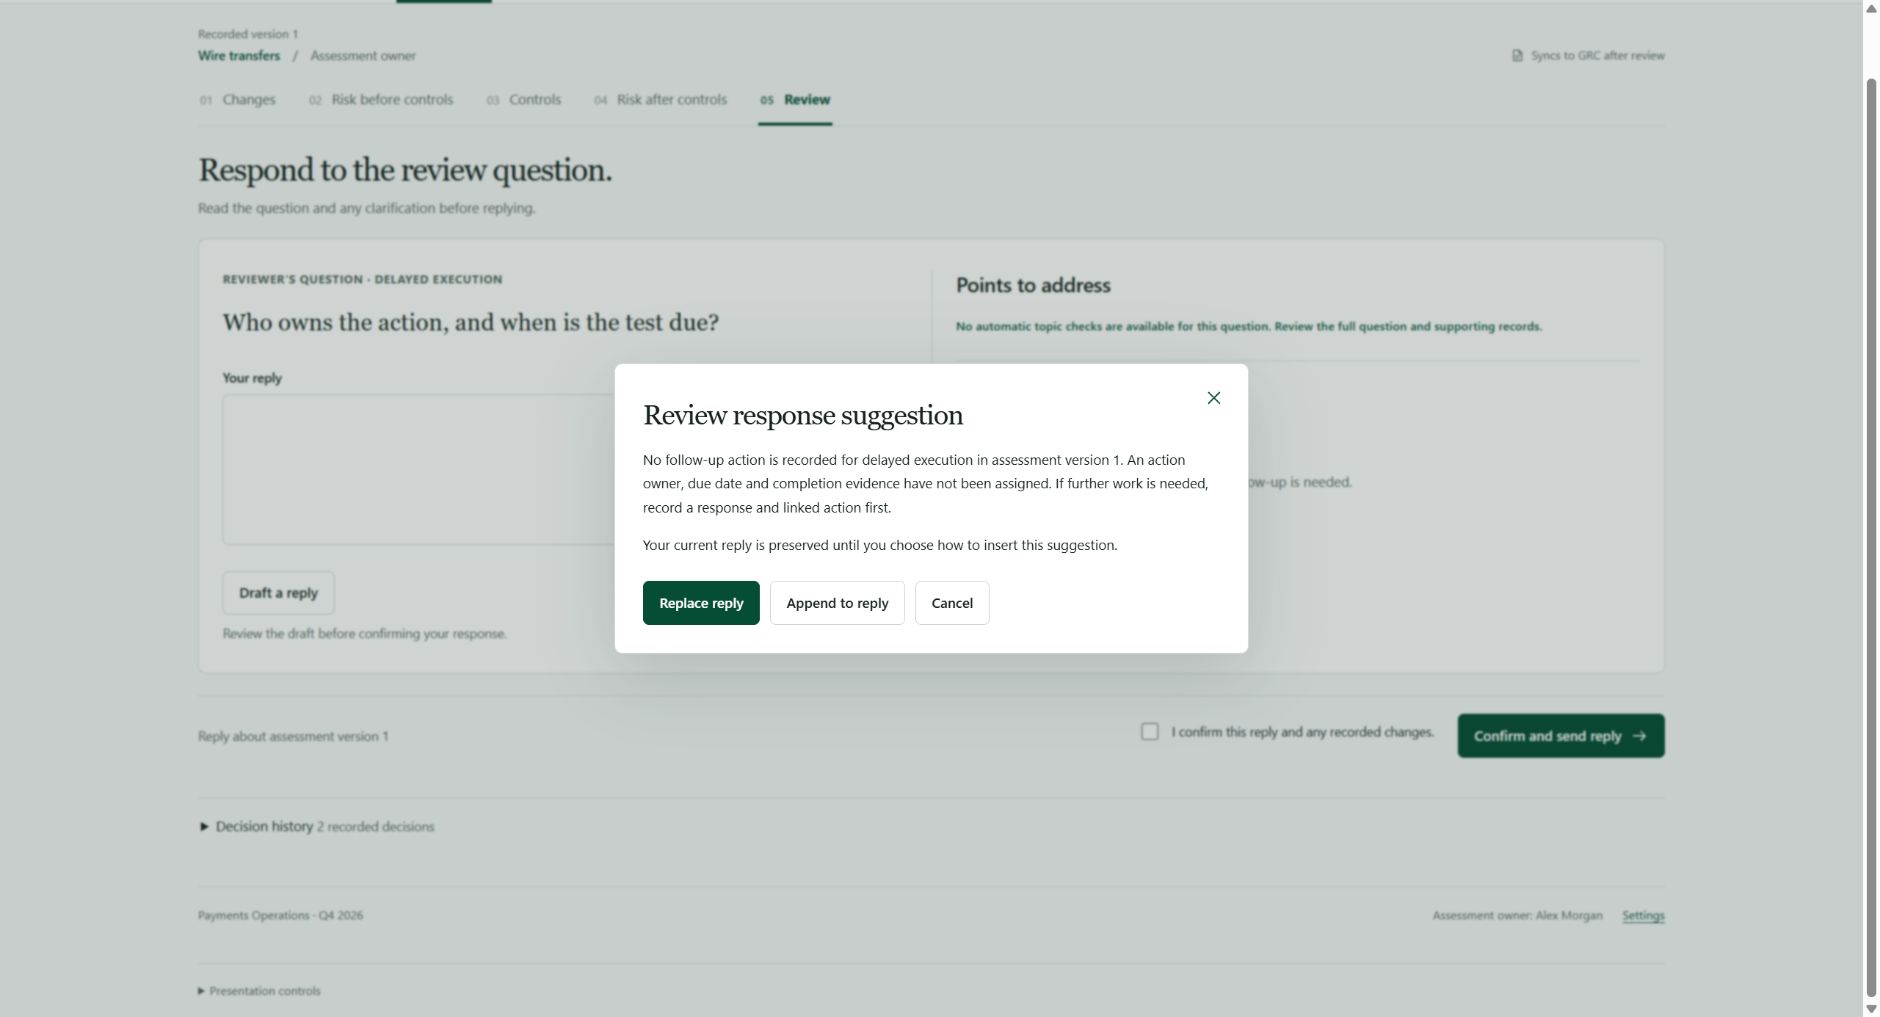 Recorded version 1
Wire transfers / Assessment owner
Syncs to GRC after review
01 Changes 02 Risk before controls 03 Controls 04 Risk after controls 05 Review
Respond to the review question.
Read the question and any clarification before replying.
REVIEWER'S QUESTION · DELAYED EXECUTION
Who owns the action, and when is the test due?
Your reply
Draft a reply
Review the draft before confirming your response.
Points to address
No automatic topic checks are available for this question. Review the full question and supporting records.
is needed.
Review response suggestion
No follow-up action is recorded for delayed execution in assessment version 1. An action
owner, due date and completion evidence have not been assigned. If further work is needed,
record a response and linked action first.
Your current reply is preserved until you choose how to insert this suggestion.
Replace reply Append to reply Cancel
Reply about assessment version 1
I confirm this reply and any recorded changes.
Confirm and send reply →
Decision history 2 recorded decisions
Payments Operations · Q4 2026
Assessment owner: Alex Morgan Settings
Presentation controls